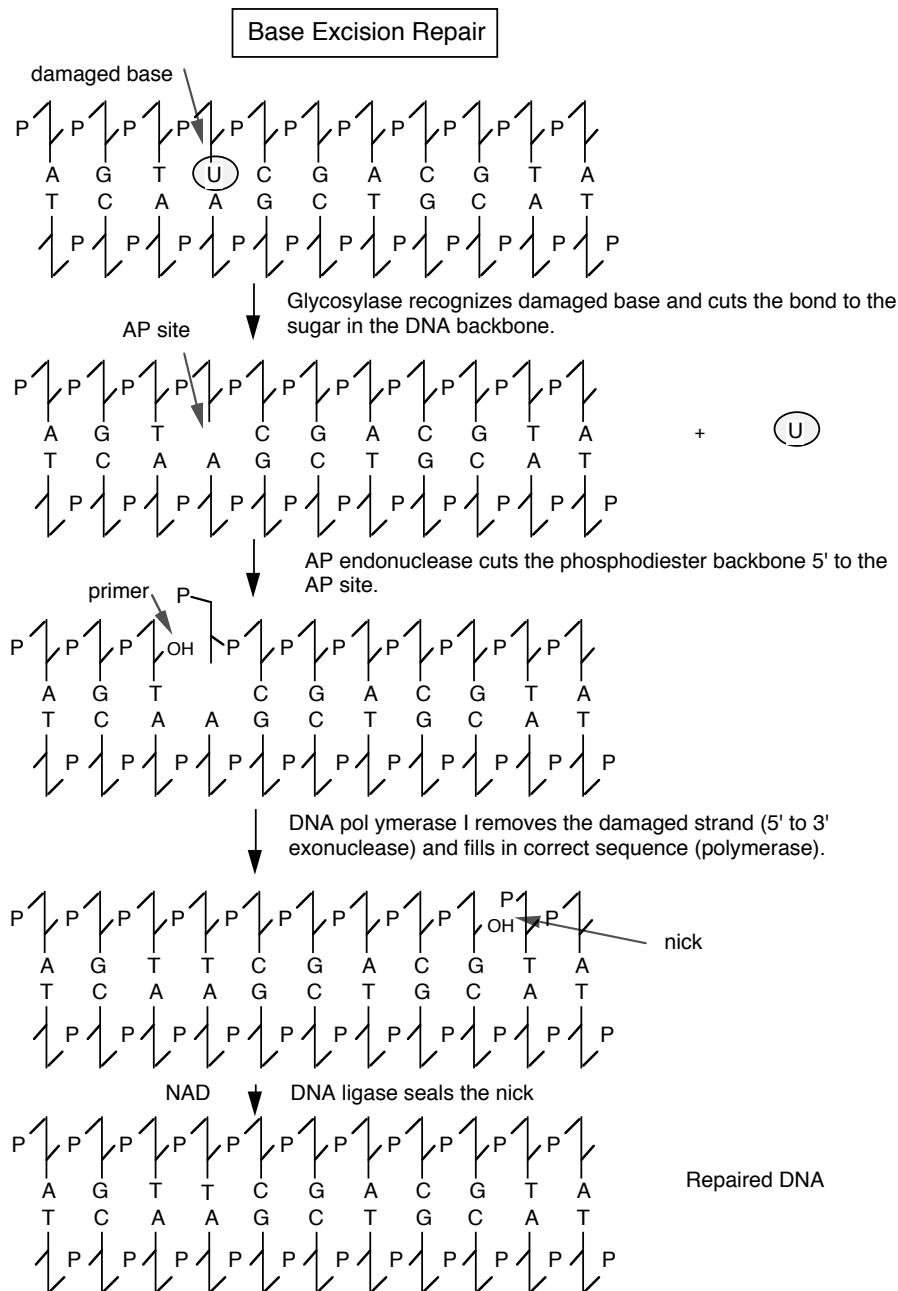 Base Excision Repair
damaged base
P P P P P P P P P P P
A G T U C G A C G T A
T C A A G C T G C A T
P P P P P P P P P P P
Glycosylase recognizes damaged base and cuts the bond to the
sugar in the DNA backbone.
AP site
P P P P P P P P P P P
A G T C G A C G T A + U
T C A A G C T G C A T
P P P P P P P P P P P
AP endonuclease cuts the phosphodiester backbone 5' to the
AP site.
primer P
P P P OH P P P P P P P
A G T C G A C G T A
T C A A G C T G C A T
P P P P P P P P P P P
DNA pol ymerase I removes the damaged strand (5' to 3'
exonuclease) and fills in correct sequence (polymerase).
P
P P P P P P P P P OH P
nick
A G T T C G A C G T A
T C A A G C T G C A T
P P P P P P P P P P P
NAD DNA ligase seals the nick
P P P P P P P P P P P
A G T T C G A C G T A
Repaired DNA
T C A A G C T G C A T
P P P P P P P P P P P